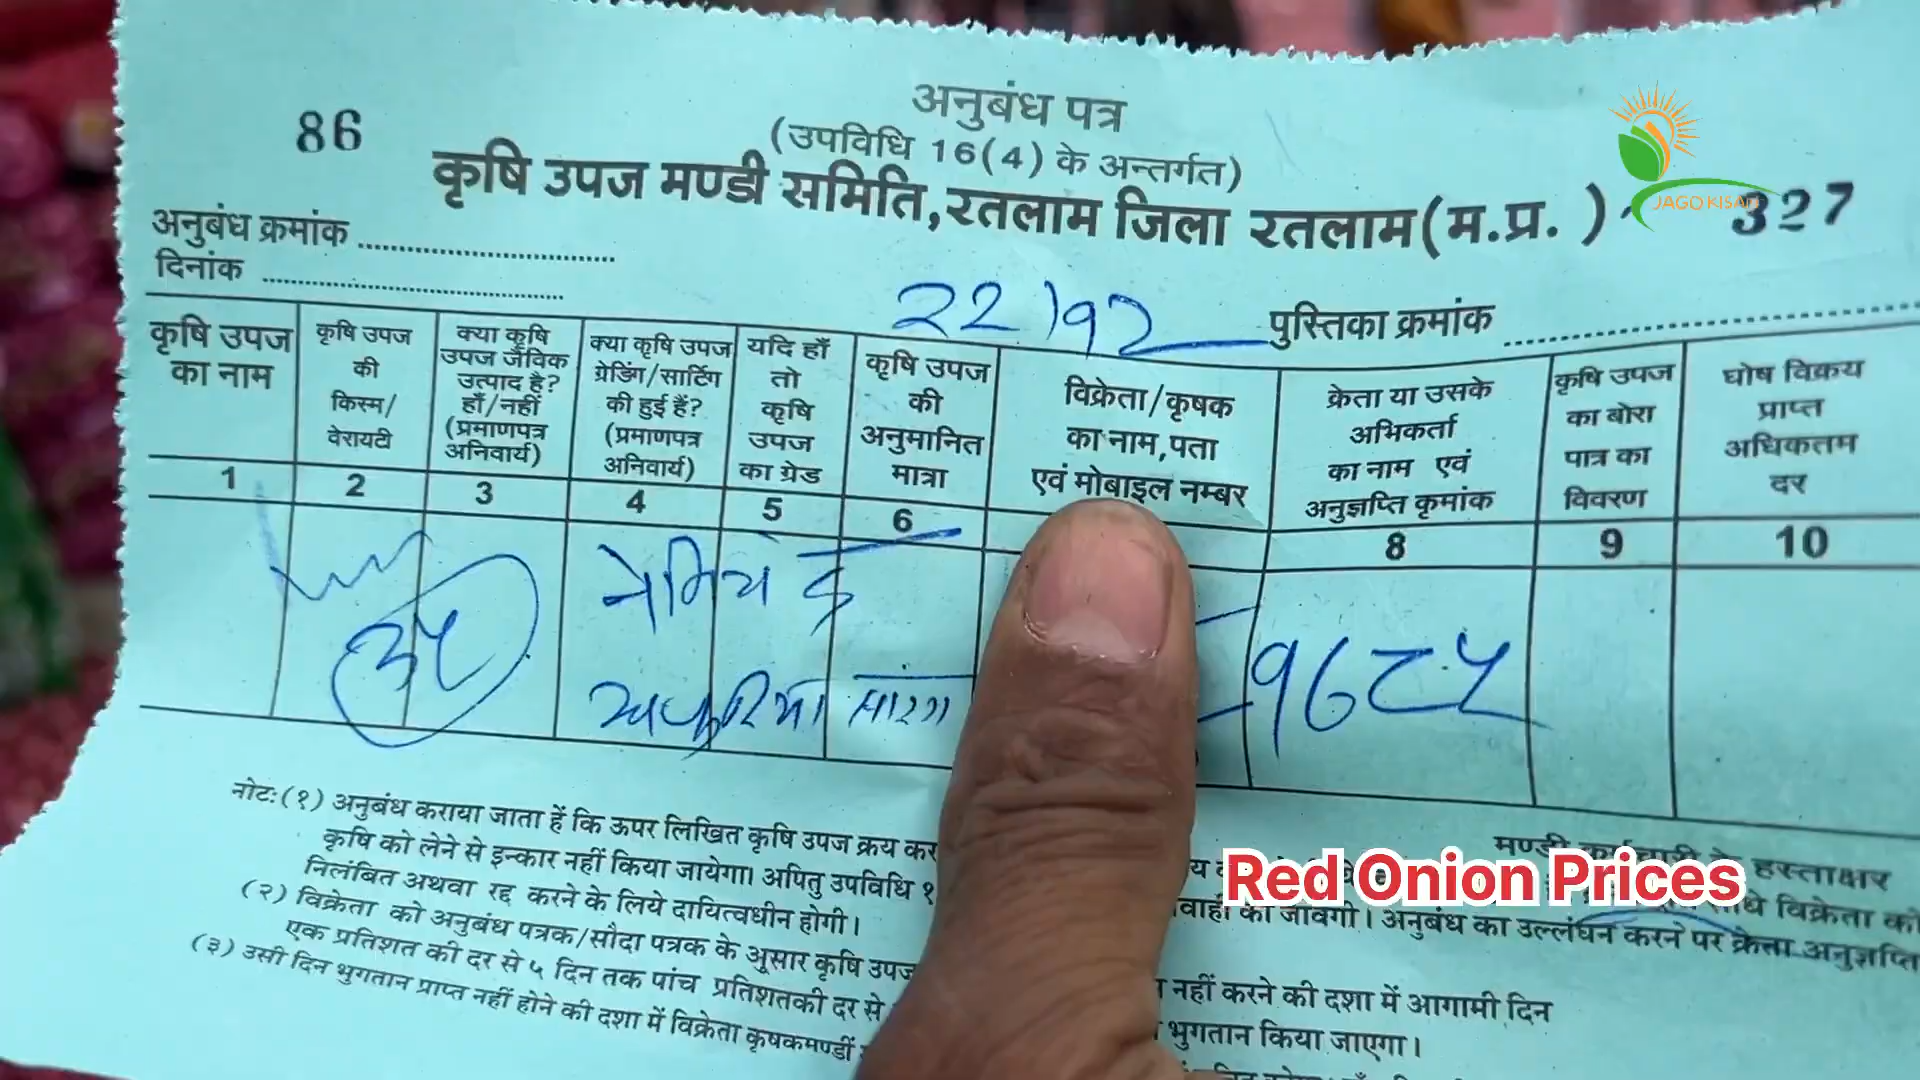 अनुबंध पत्र
86
(उपविधि 16(4) के अन्तर्गत)
कृषि उपज मण्डी समिति,रतलाम जिला रतलाम(म.प्र. )
327
JAGO KISAN
अनुबंध क्रमांक
दिनांक
22/१२
पुस्तिका क्रमांक
कृषि उपज का नाम
कृषि उपज की किस्म/ वेरायटी
क्या कृषि उपज जैविक उत्पाद है? हाँ/नहीं (प्रमाणपत्र अनिवार्य)
क्या कृषि उपज ग्रेडिंग/सार्टिंग की हुई हैं? (प्रमाणपत्र अनिवार्य)
यदि हाँ तो कृषि उपज का ग्रेड
कृषि उपज की अनुमानित मात्रा
विक्रेता/कृषक का नाम,पता एवं मोबाइल नम्बर
क्रेता या उसके अभिकर्ता का नाम एवं अनुज्ञप्ति कृमांक
कृषि उपज का बोरा पात्र का विवरण
घोष विक्रय प्राप्त अधिकतम दर
1 2 3 4 5 6 8 9 10
१६८५
नोटः(१) अनुबंध कराया जाता हें कि ऊपर लिखित कृषि उपज क्रय कर
कृषि को लेने से इन्कार नहीं किया जायेगा। अपितु उपविधि १
निलंबित अथवा रद्द करने के लिये दायित्वधीन होगी।
अनुबंध का उल्लंघन करने पर क्रेता अनुज्ञप्ति
(२) विक्रेता को अनुबंध पत्रक/सौदा पत्रक के अुसार कृषि उपज
नहीं करने की दशा में आगामी दिन
एक प्रतिशत की दर से ५ दिन तक पांच प्रतिशतकी दर से
भुगतान किया जाएगा।
(३) उसी दिन भुगतान प्राप्त नहीं होने की दशा में विक्रेता कृषकमण्डीं
के हस्ताक्षर
विक्रेता को
Red Onion Prices